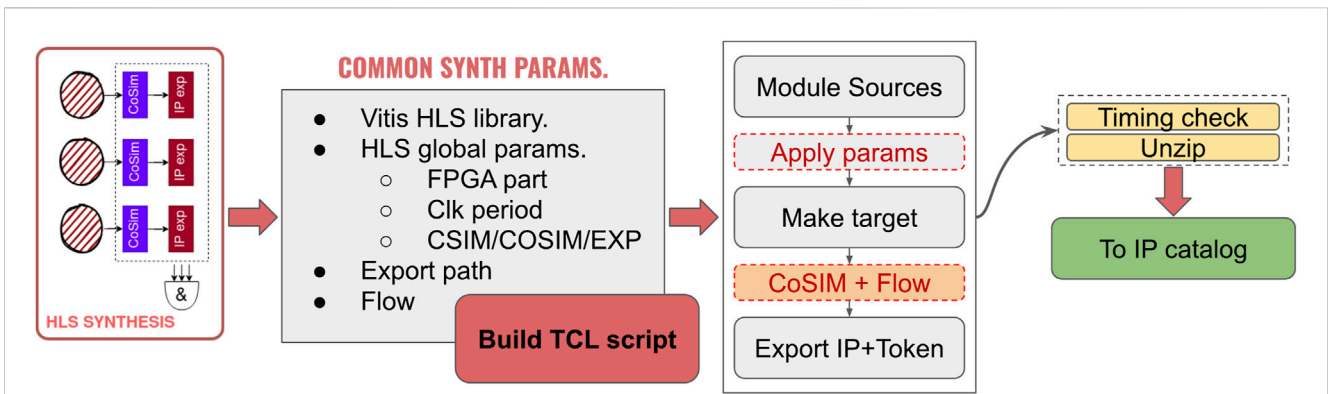 CoSim
IP exp
CoSim
IP exp
CoSim
IP exp
&
HLS SYNTHESIS
COMMON SYNTH PARAMS.
● Vitis HLS library.
● HLS global params.
○ FPGA part
○ Clk period
○ CSIM/COSIM/EXP
● Export path
● Flow
Build TCL script
Module Sources
Apply params
Make target
CoSIM + Flow
Export IP+Token
Timing check
Unzip
To IP catalog